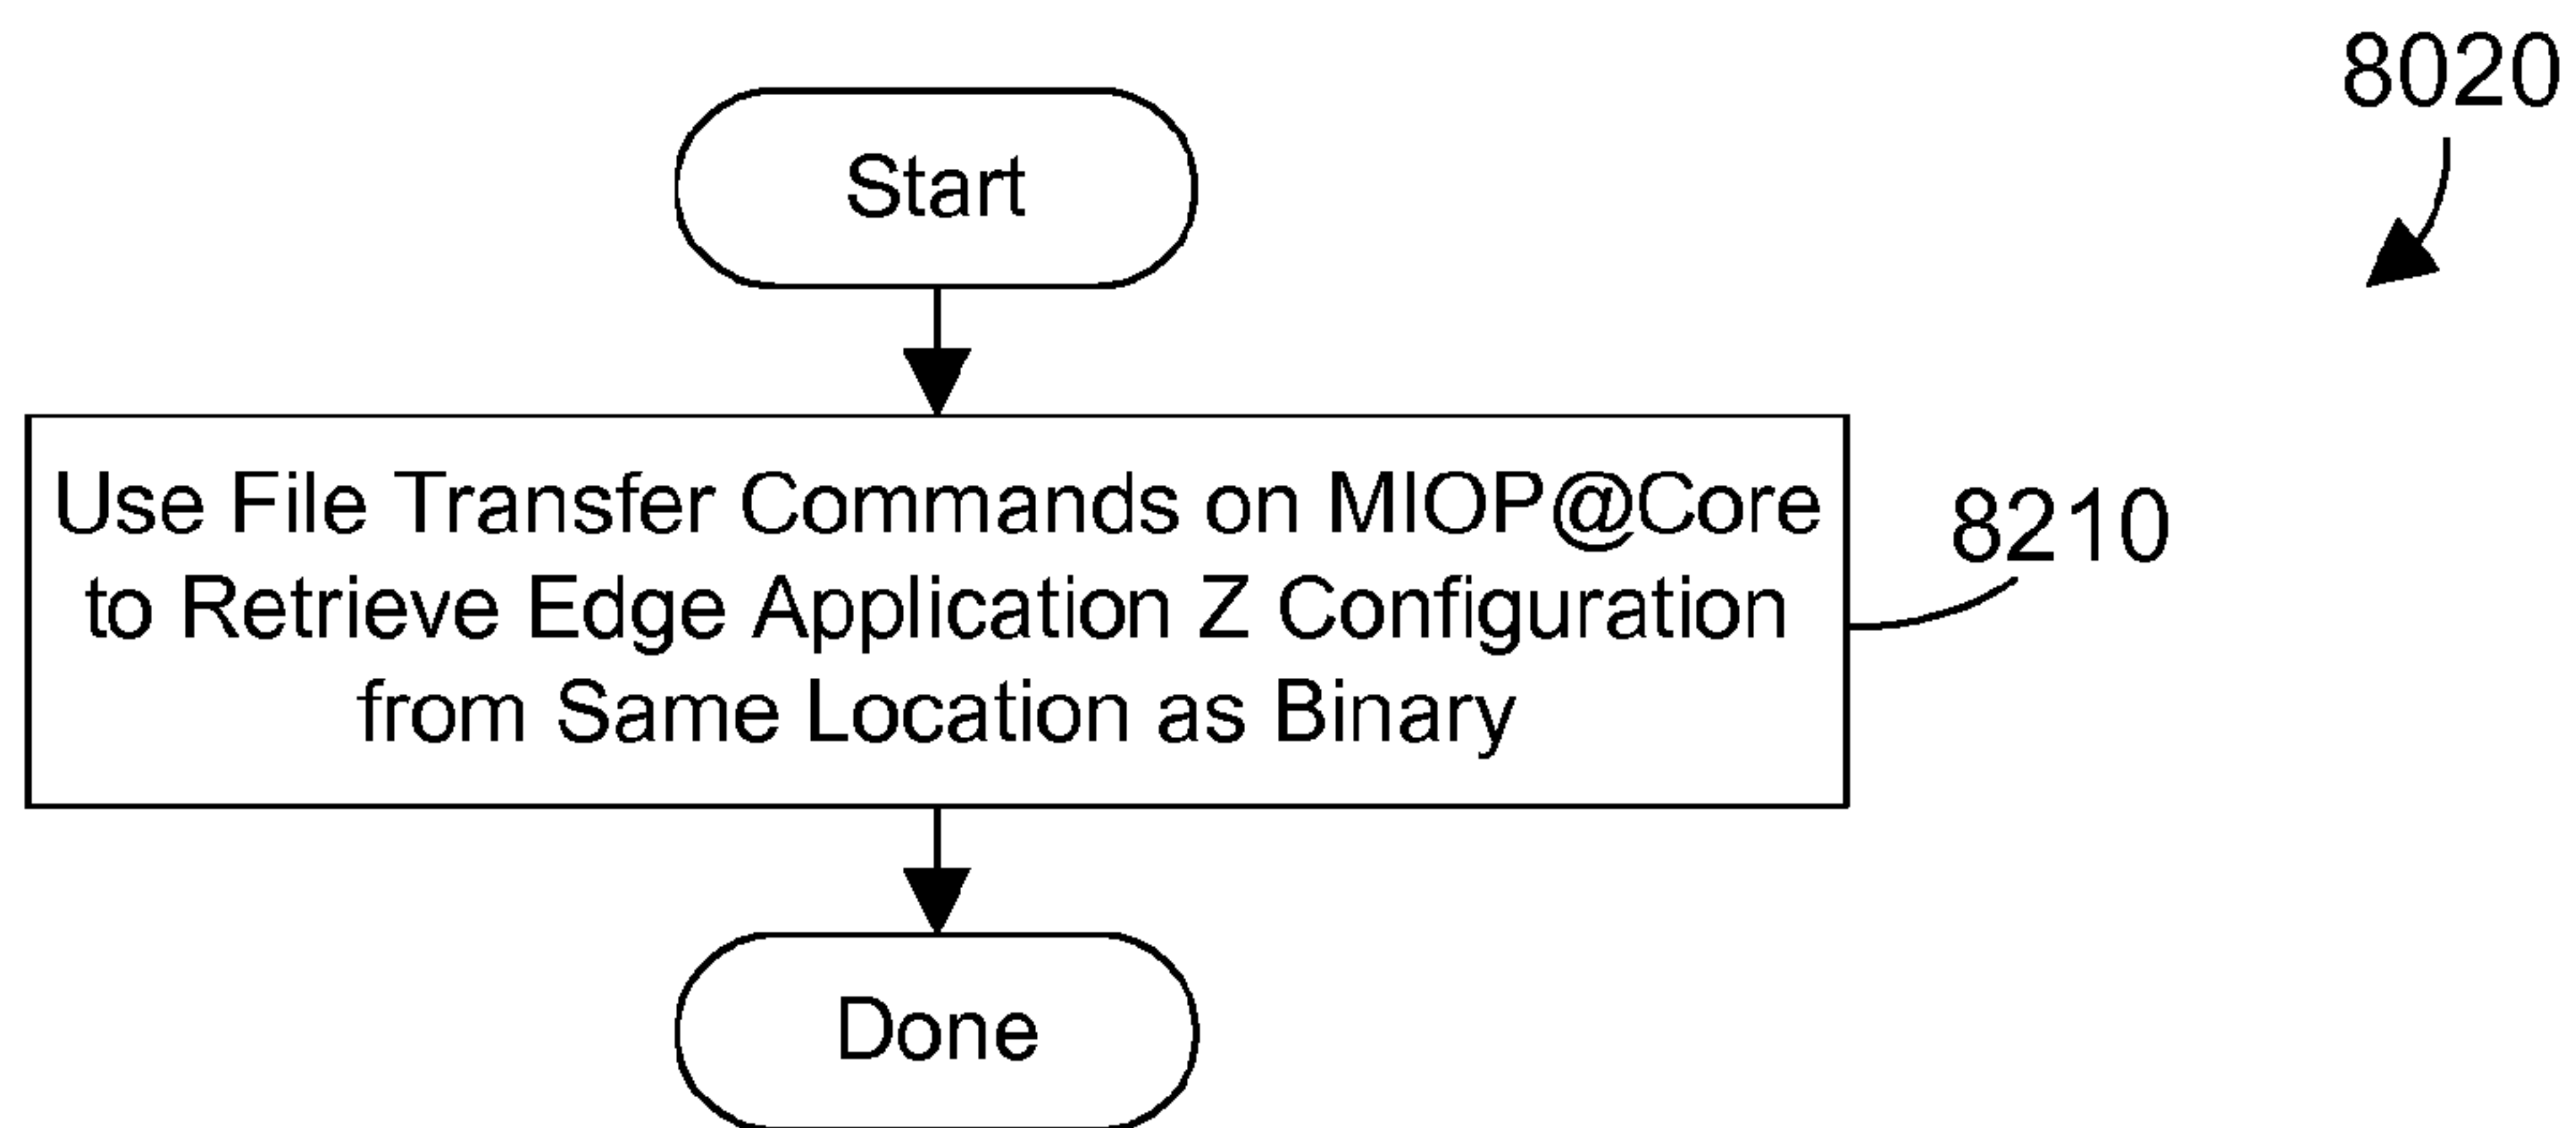 8020
Start
Use File Transfer Commands on MIOP@Core
to Retrieve Edge Application Z Configuration
from Same Location as Binary
8210
Done